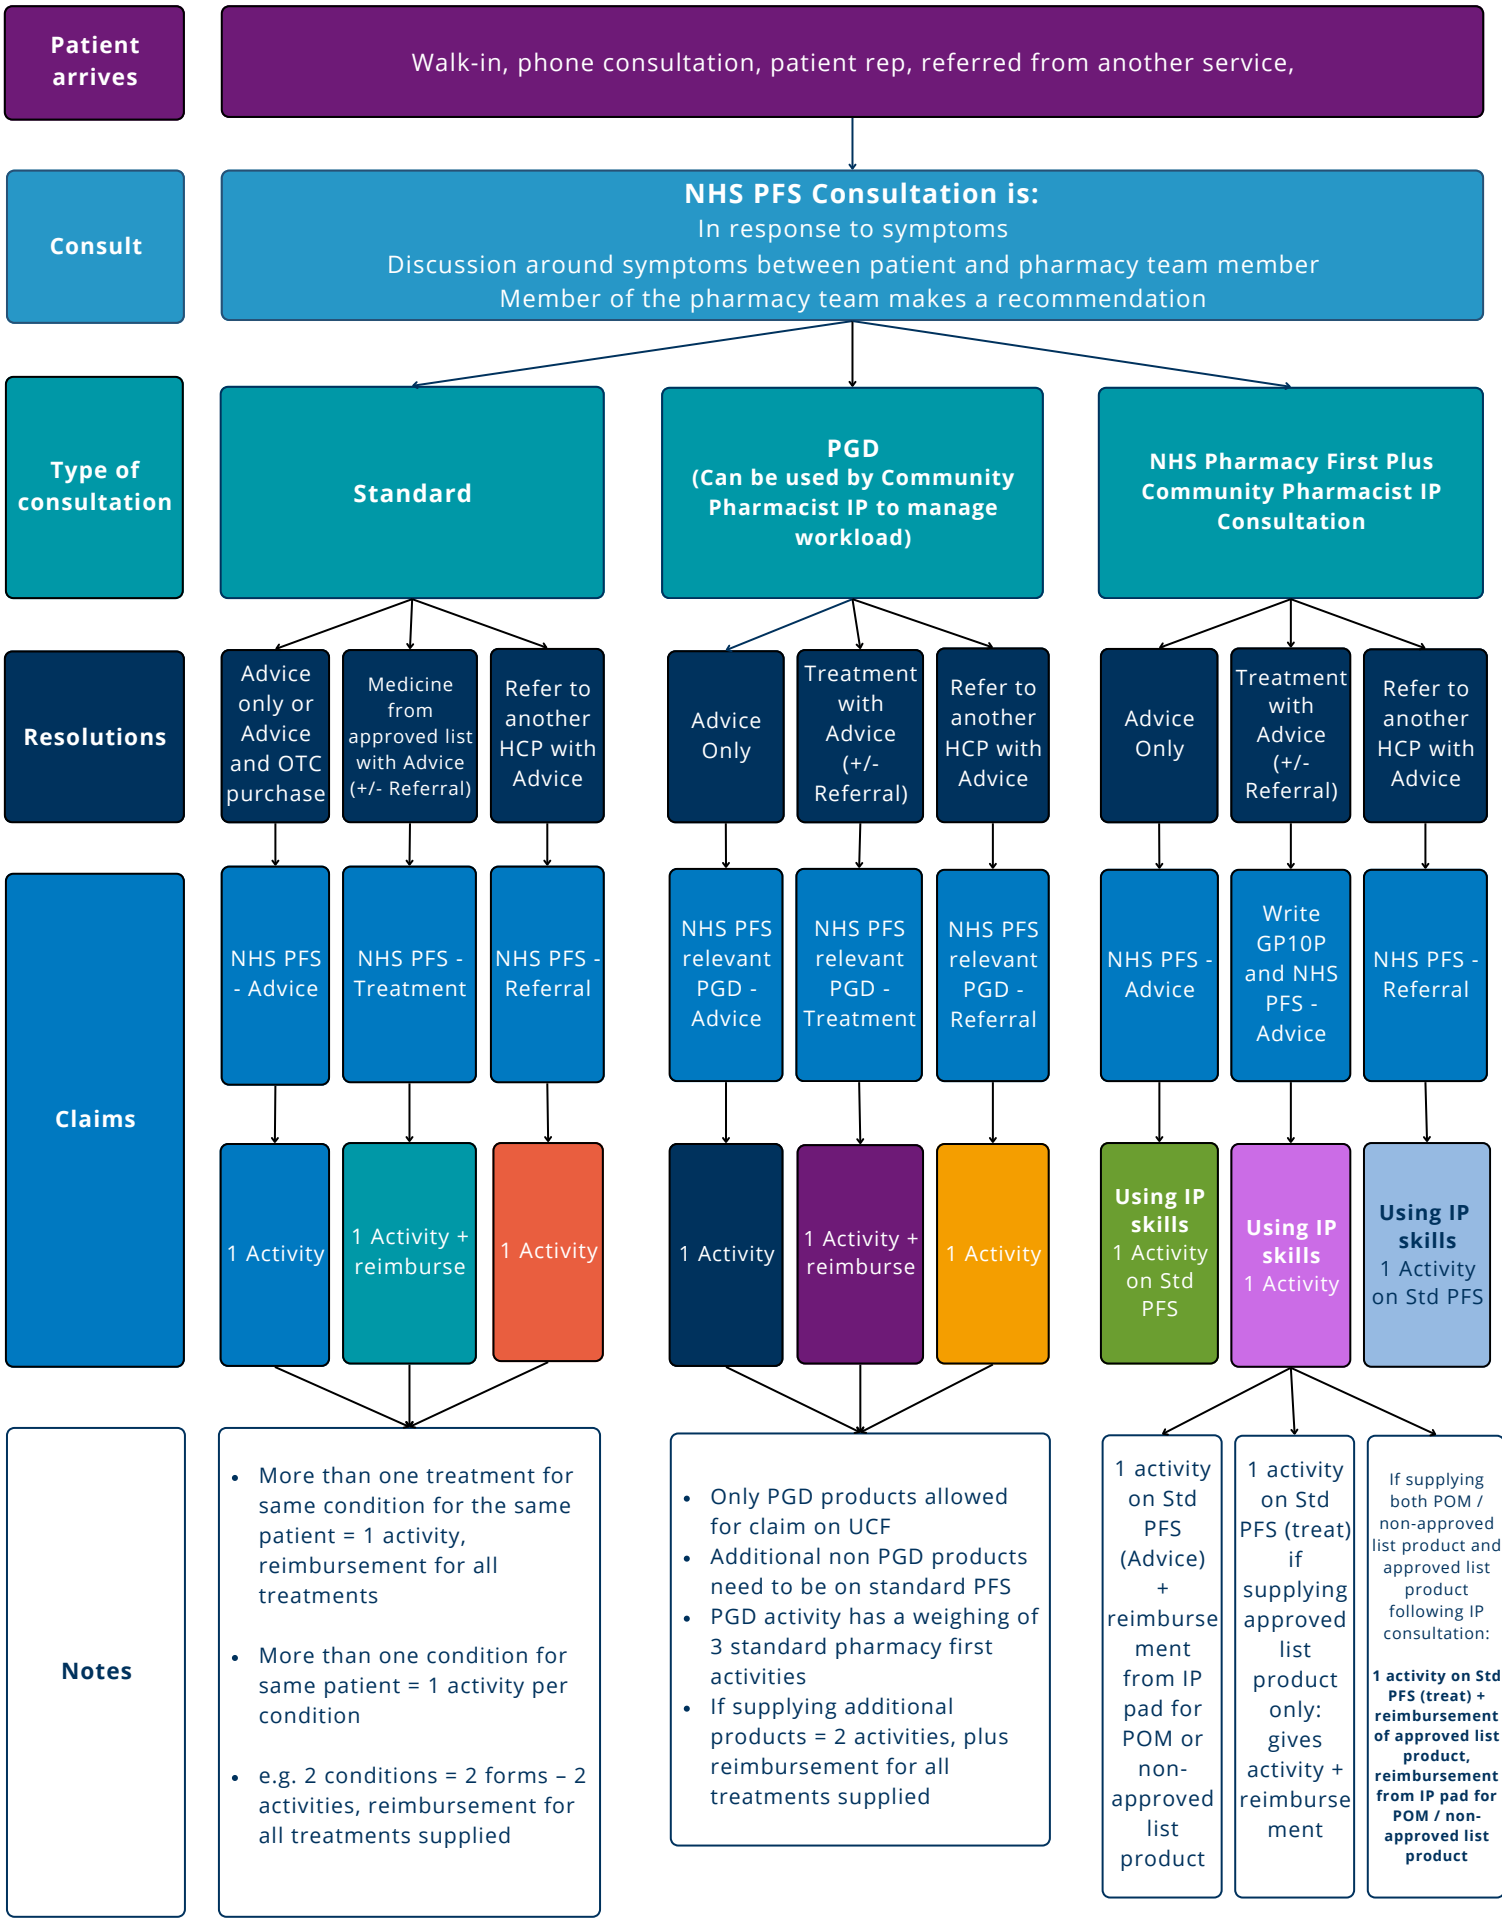 Patient
arrives
Walk-in, phone consultation, patient rep, referred from another service,
Consult
NHS PFS Consultation is:
In response to symptoms
Discussion around symptoms between patient and pharmacy team member
Member of the pharmacy team makes a recommendation
Type of
consultation
Standard
PGD
(Can be used by Community
Pharmacist IP to manage
workload)
NHS Pharmacy First Plus
Community Pharmacist IP
Consultation
Resolutions
Advice
only or
Advice
and OTC
purchase
Medicine
from
approved list
with Advice
(+/- Referral)
Refer to
another
HCP with
Advice
Advice
Only
Treatment
with
Advice
(+/-
Referral)
Refer to
another
HCP with
Advice
Advice
Only
Treatment
with
Advice
(+/-
Referral)
Refer to
another
HCP with
Advice
Claims
NHS PFS
- Advice
NHS PFS -
Treatment
NHS PFS -
Referral
NHS PFS
relevant
PGD -
Advice
NHS PFS
relevant
PGD -
Treatment
NHS PFS
relevant
PGD -
Referral
NHS PFS -
Advice
Write
GP10P
and NHS
PFS -
Advice
NHS PFS -
Referral
1 Activity
1 Activity +
reimburse
1 Activity
1 Activity
1 Activity +
reimburse
1 Activity
Using IP
skills
1 Activity
on Std
PFS
Using IP
skills
1 Activity
Using IP
skills
1 Activity
on Std PFS
Notes
• More than one treatment for
same condition for the same
patient = 1 activity,
reimbursement for all
treatments
• More than one condition for
same patient = 1 activity per
condition
• e.g. 2 conditions = 2 forms – 2
activities, reimbursement for
all treatments supplied
• Only PGD products allowed
for claim on UCF
• Additional non PGD products
need to be on standard PFS
• PGD activity has a weighing of
3 standard pharmacy first
activities
• If supplying additional
products = 2 activities, plus
reimbursement for all
treatments supplied
1 activity
on Std
PFS
(Advice)
+
reimburse
ment
from IP
pad for
POM or
non-
approved
list
product
1 activity
on Std
PFS (treat)
if
supplying
approved
list
product
only:
gives
activity +
reimburse
ment
If supplying
both POM /
non-approved
list product and
approved list
product
following IP
consultation:
1 activity on Std
PFS (treat) +
reimbursement
of approved list
product,
reimbursement
from IP pad for
POM / non-
approved list
product